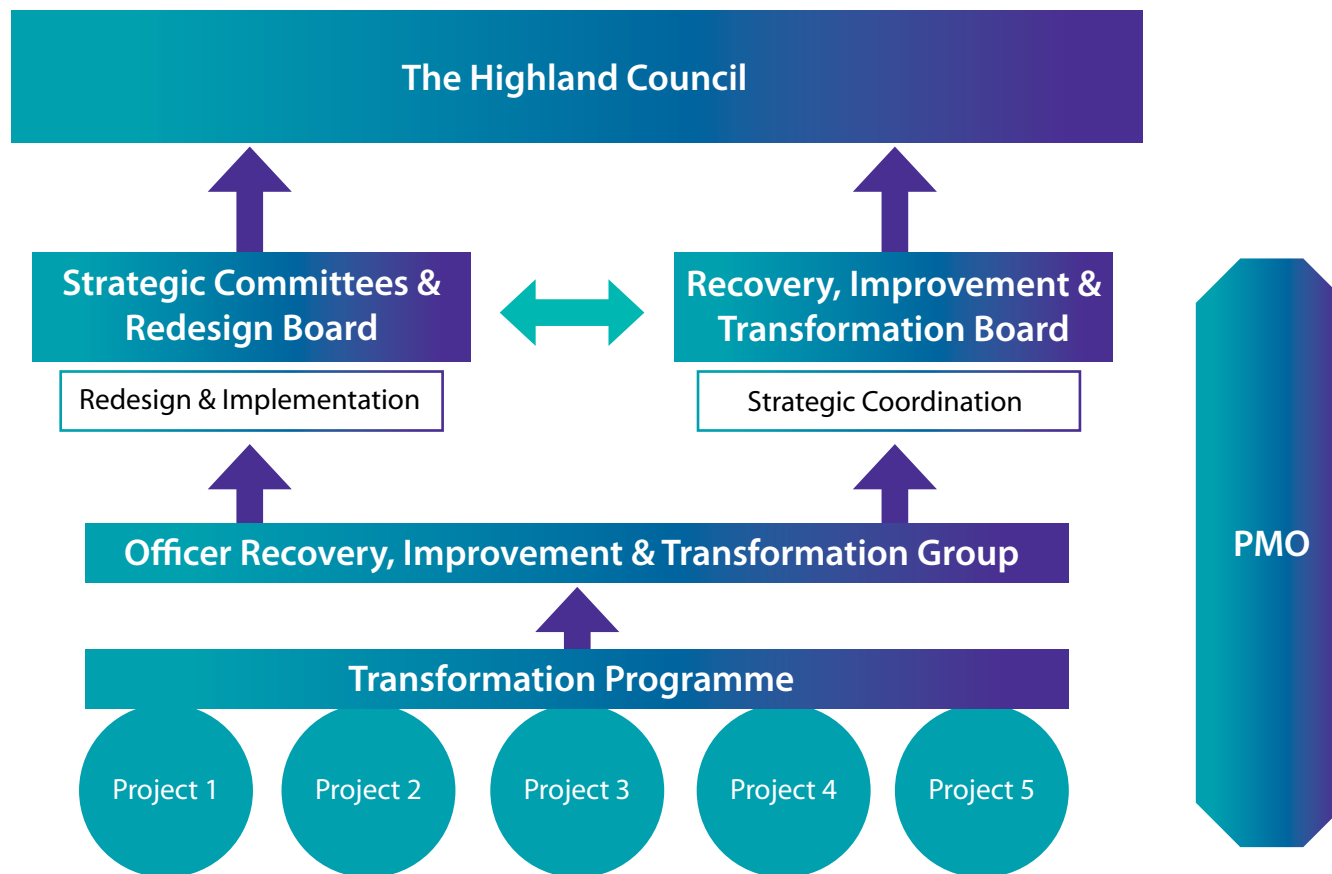 The Highland Council
Strategic Committees &
Redesign Board
Recovery, Improvement &
Transformation Board
Redesign & Implementation
Strategic Coordination
Officer Recovery, Improvement & Transformation Group
PMO
Transformation Programme
Project 1
Project 2
Project 3
Project 4
Project 5